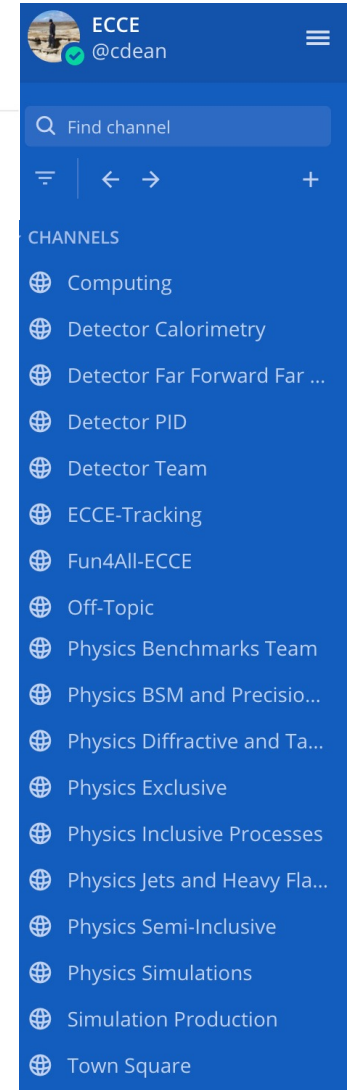 ECCE
@cdean
Find channel
CHANNELS
Computing
Detector Calorimetry
Detector Far Forward Far ...
Detector PID
Detector Team
ECCE-Tracking
Fun4All-ECCE
Off-Topic
Physics Benchmarks Team
Physics BSM and Precisio...
Physics Diffractive and Ta...
Physics Exclusive
Physics Inclusive Processes
Physics Jets and Heavy Fla...
Physics Semi-Inclusive
Physics Simulations
Simulation Production
Town Square